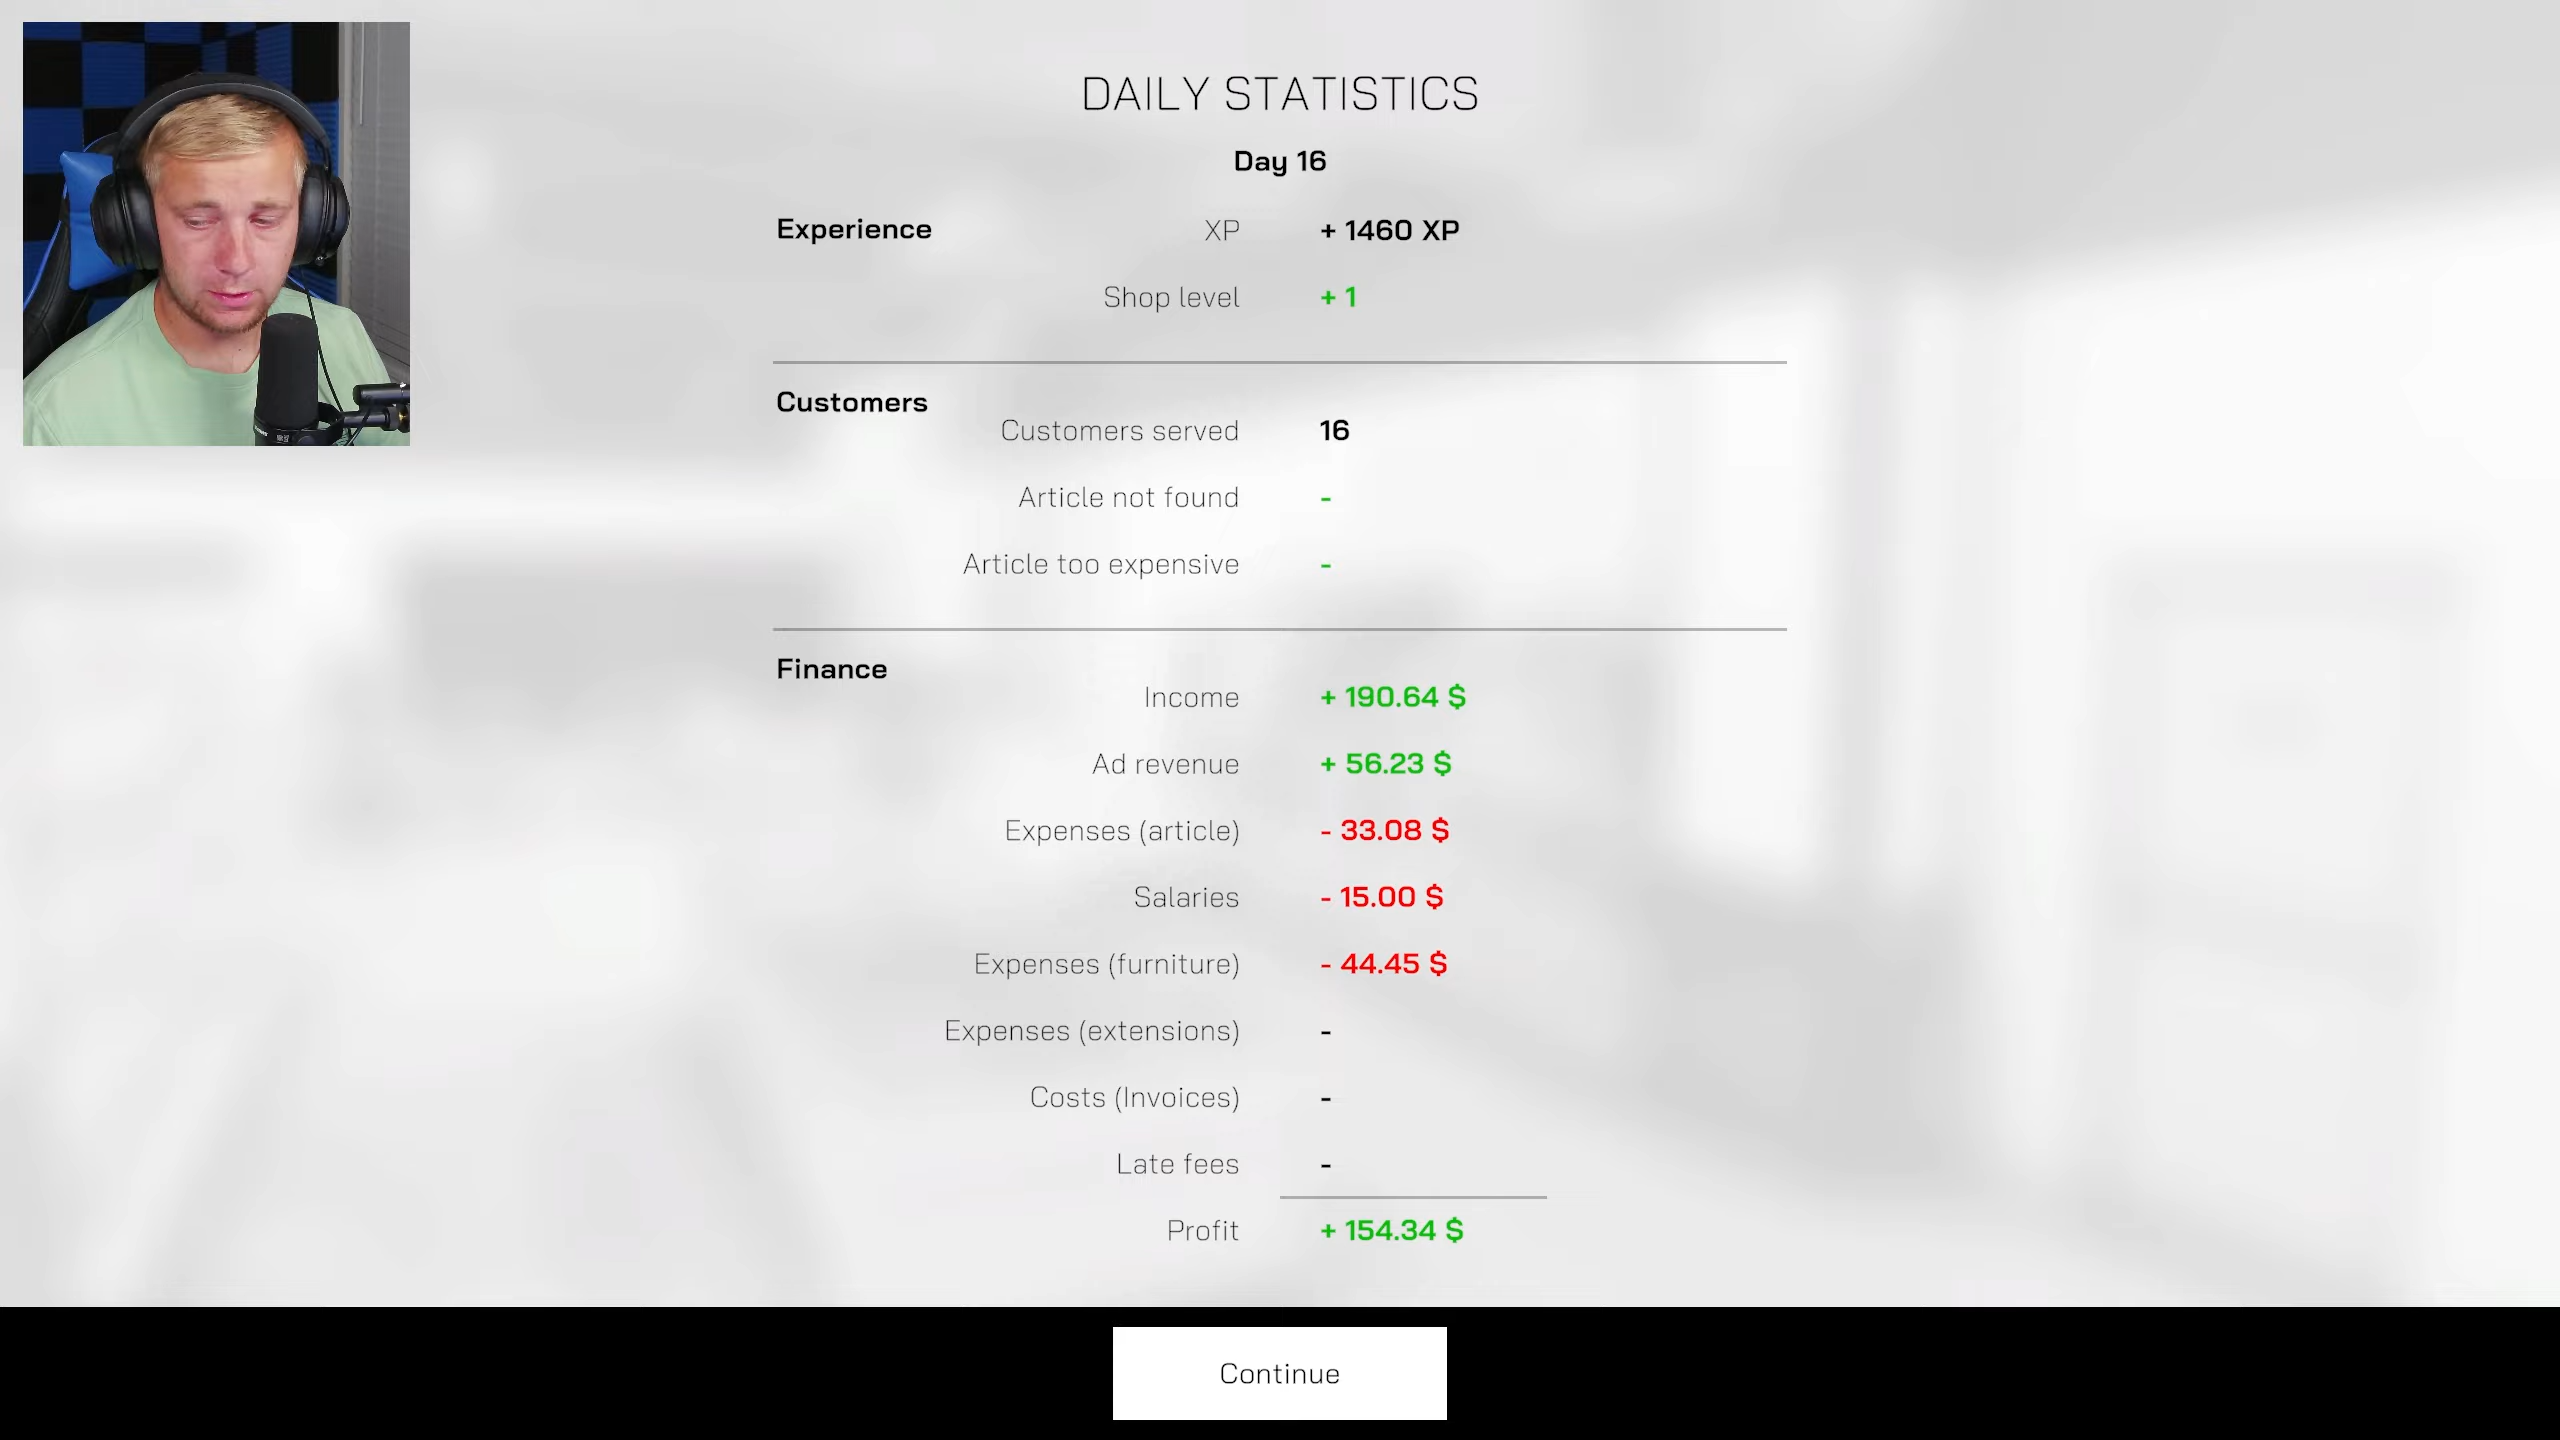 DAILY STATISTICS
Day 16
Experience XP + 1460 XP
Shop level + 1
Customers
Customers served 16
Article not found -
Article too expensive -
Finance
Income + 190.64 $
Ad revenue + 56.23 $
Expenses (article) - 33.08 $
Salaries - 15.00 $
Expenses (furniture) - 44.45 $
Expenses (extensions) -
Costs (Invoices) -
Late fees -
Profit + 154.34 $
Continue